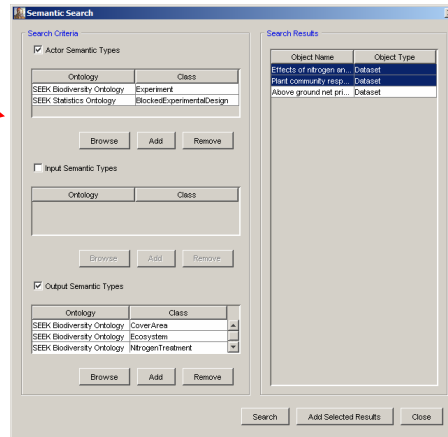 Semantic Search
Search Criteria
Actor Semantic Types
Ontology Class
SEEK Biodiversity Ontology Experiment
SEEK Statistics Ontology BlockedExperimentalDesign
Browse Add Remove
Input Semantic Types
Ontology Class
Browse Add Remove
Output Semantic Types
Ontology Class
SEEK Biodiversity Ontology CoverArea
SEEK Biodiversity Ontology Ecosystem
SEEK Biodiversity Ontology NitrogenTreatment
Browse Add Remove
Search Results
Object Name Object Type
Effects of nitrogen an... Dataset
Plant community resp... Dataset
Above ground net pri... Dataset
Search Add Selected Results Close